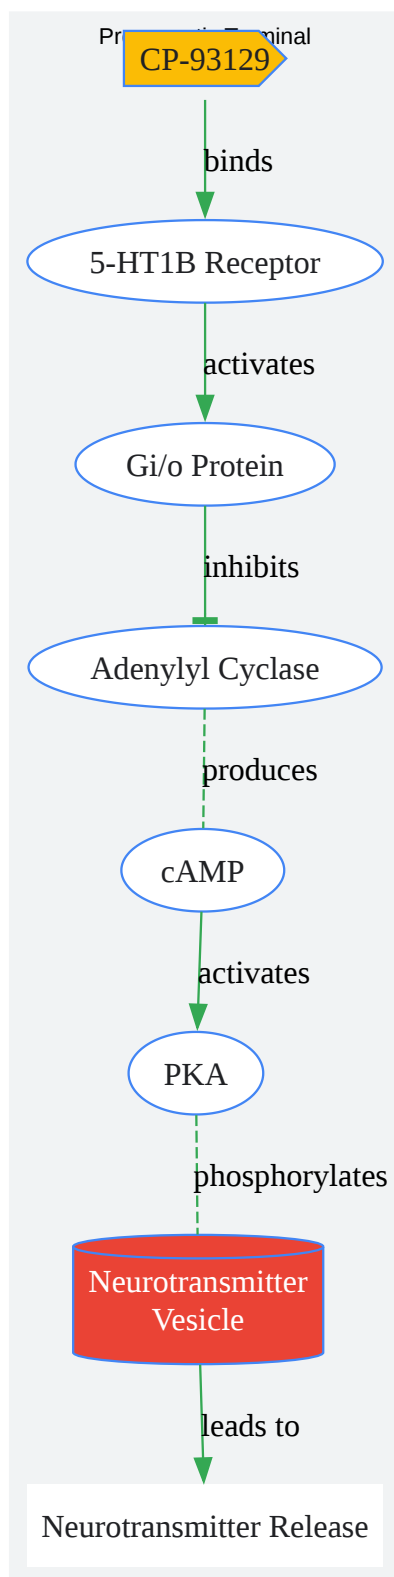 CP-93129
binds
5-HT1B Receptor
activates
Gi/o Protein
inhibits
Adenylyl Cyclase
produces
cAMP
activates
PKA
phosphorylates
Neurotransmitter
Vesicle
leads to
Neurotransmitter Release